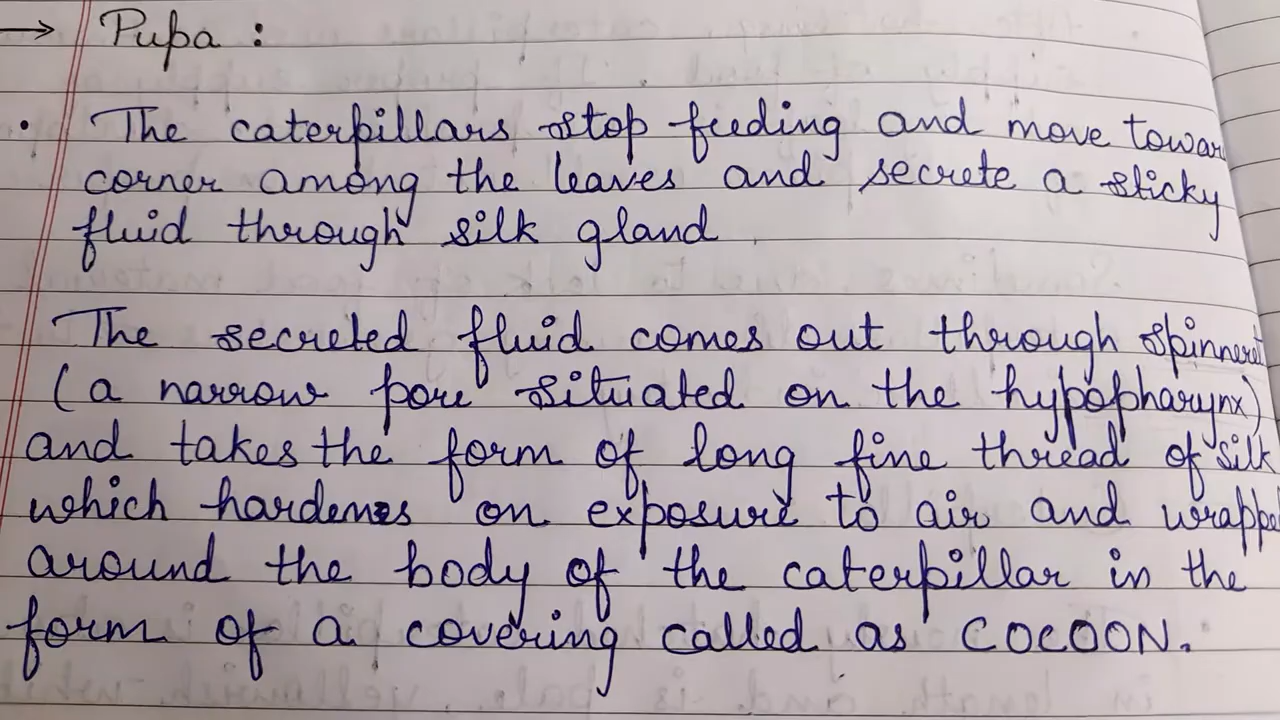 → Pupa :
• The caterpillars stop feeding and move towar
corner among the leaves and secrete a sticky
fluid through silk gland
The secreted fluid comes out through spinneret
(a narrow pore situated on the hypopharynx)
and takes the form of long fine thread of silk
which hardenes on exposure to air and wrappe
around the body of the caterpillar in the
form of a covering called as COCOON.